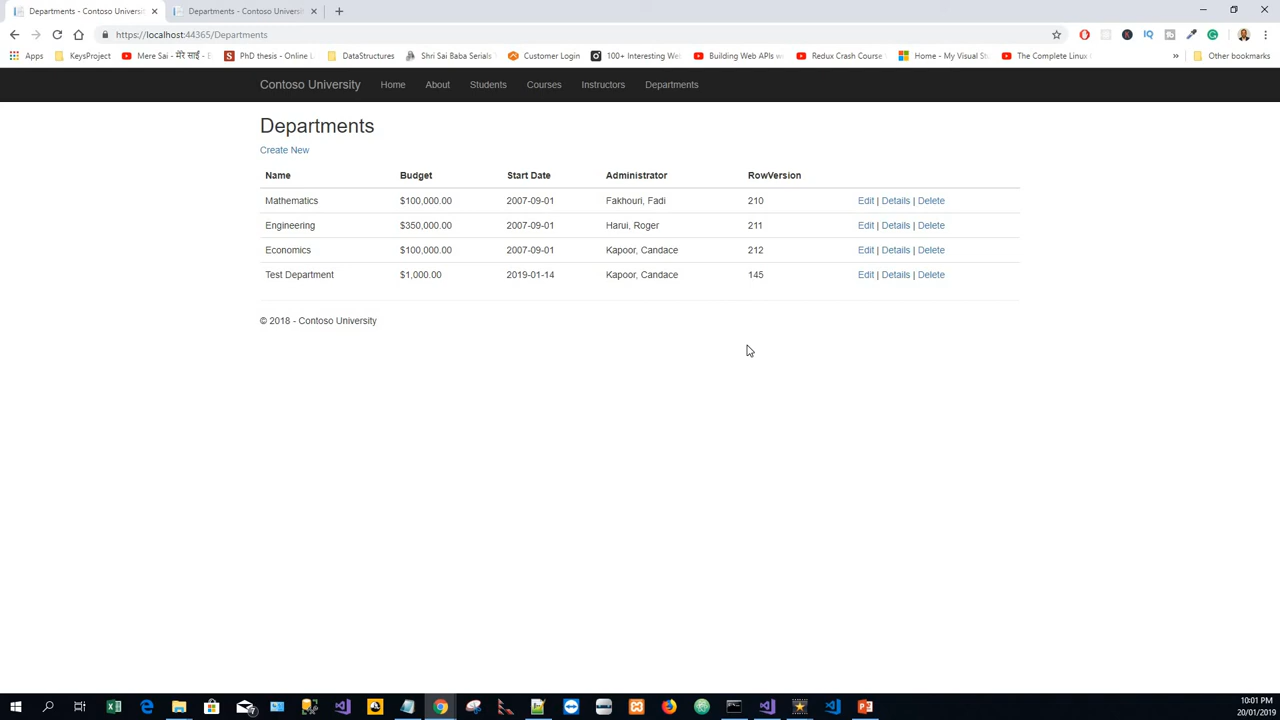 Departments - Contoso Universi
Departments - Contoso Universit
https://localhost:44365/Departments
Apps
KeysProject
Mere Sai - मेरे साईं - E
PhD thesis - Online L
DataStructures
Shri Sai Baba Serials S
Customer Login
100+ Interesting Web
Building Web APIs w
Redux Crash Course
Home - My Visual St
The Complete Linux
Other bookmarks
Contoso University Home About Students Courses Instructors Departments
Departments
Create New
Name Budget Start Date Administrator RowVersion
Mathematics $100,000.00 2007-09-01 Fakhouri, Fadi 210 Edit | Details | Delete
Engineering $350,000.00 2007-09-01 Harui, Roger 211 Edit | Details | Delete
Economics $100,000.00 2007-09-01 Kapoor, Candace 212 Edit | Details | Delete
Test Department $1,000.00 2019-01-14 Kapoor, Candace 145 Edit | Details | Delete
© 2018 - Contoso University
10:01 PM
20/01/2019